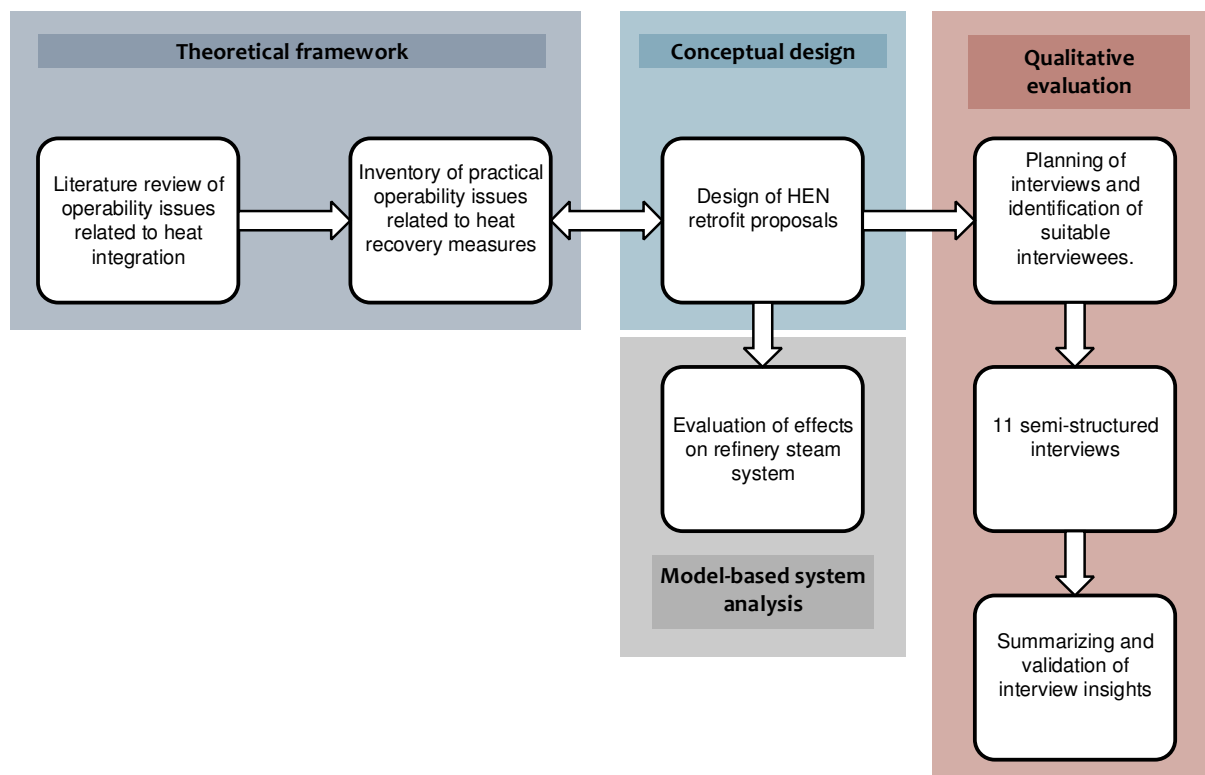 Theoretical framework
Literature review of
operability issues
related to heat
integration
Inventory of practical
operability issues
related to heat
recovery measures
Conceptual design
Design of HEN
retrofit proposals
Evaluation of effects
on refinery steam
system
Model-based system
analysis
Qualitative
evaluation
Planning of
interviews and
identification of
suitable
interviewees.
11 semi-structured
interviews
Summarizing and
validation of
interview insights